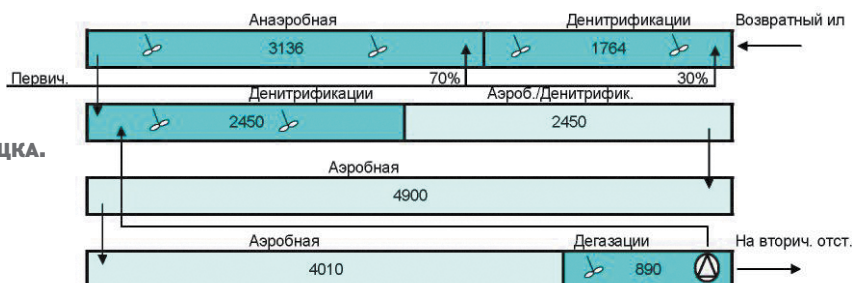 Анаэробная Денитрификации Возвратный ил
3136 1764
Первич. 70% 30%
Денитрификации Аэроб./Денитрифик.
2450 2450
ЦКА.
Аэробная
4900
Аэробная Дегазации На вторич. отст.
4010 890